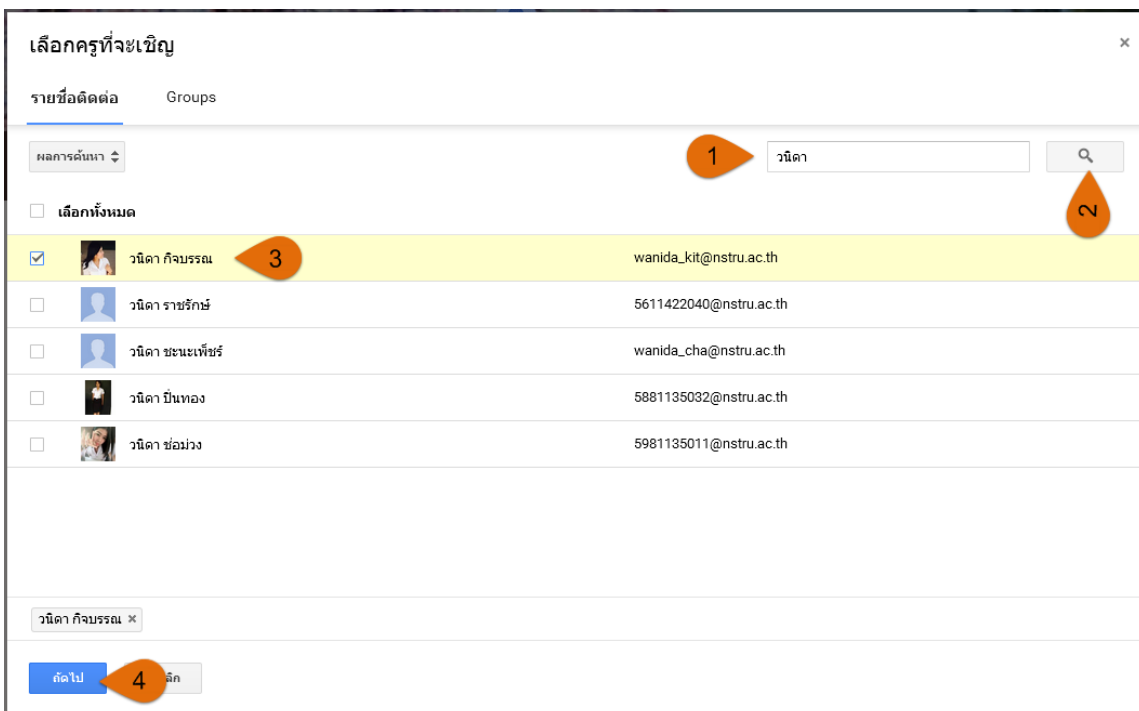 เลือกครูที่จะเชิญ ×
รายชื่อติดต่อ Groups
ผลการค้นหา 1 วนิดา
เลือกทั้งหมด 2
วนิดา กิจบรรณ 3 wanida_kit@nstru.ac.th
วนิดา ราชรักษ์ 5611422040@nstru.ac.th
วนิดา ชะนะเพ็ชร์ wanida_cha@nstru.ac.th
วนิดา ปิ่นทอง 5881135032@nstru.ac.th
วนิดา ช่อม่วง 5981135011@nstru.ac.th
วนิดา กิจบรรณ ×
ถัดไป 4